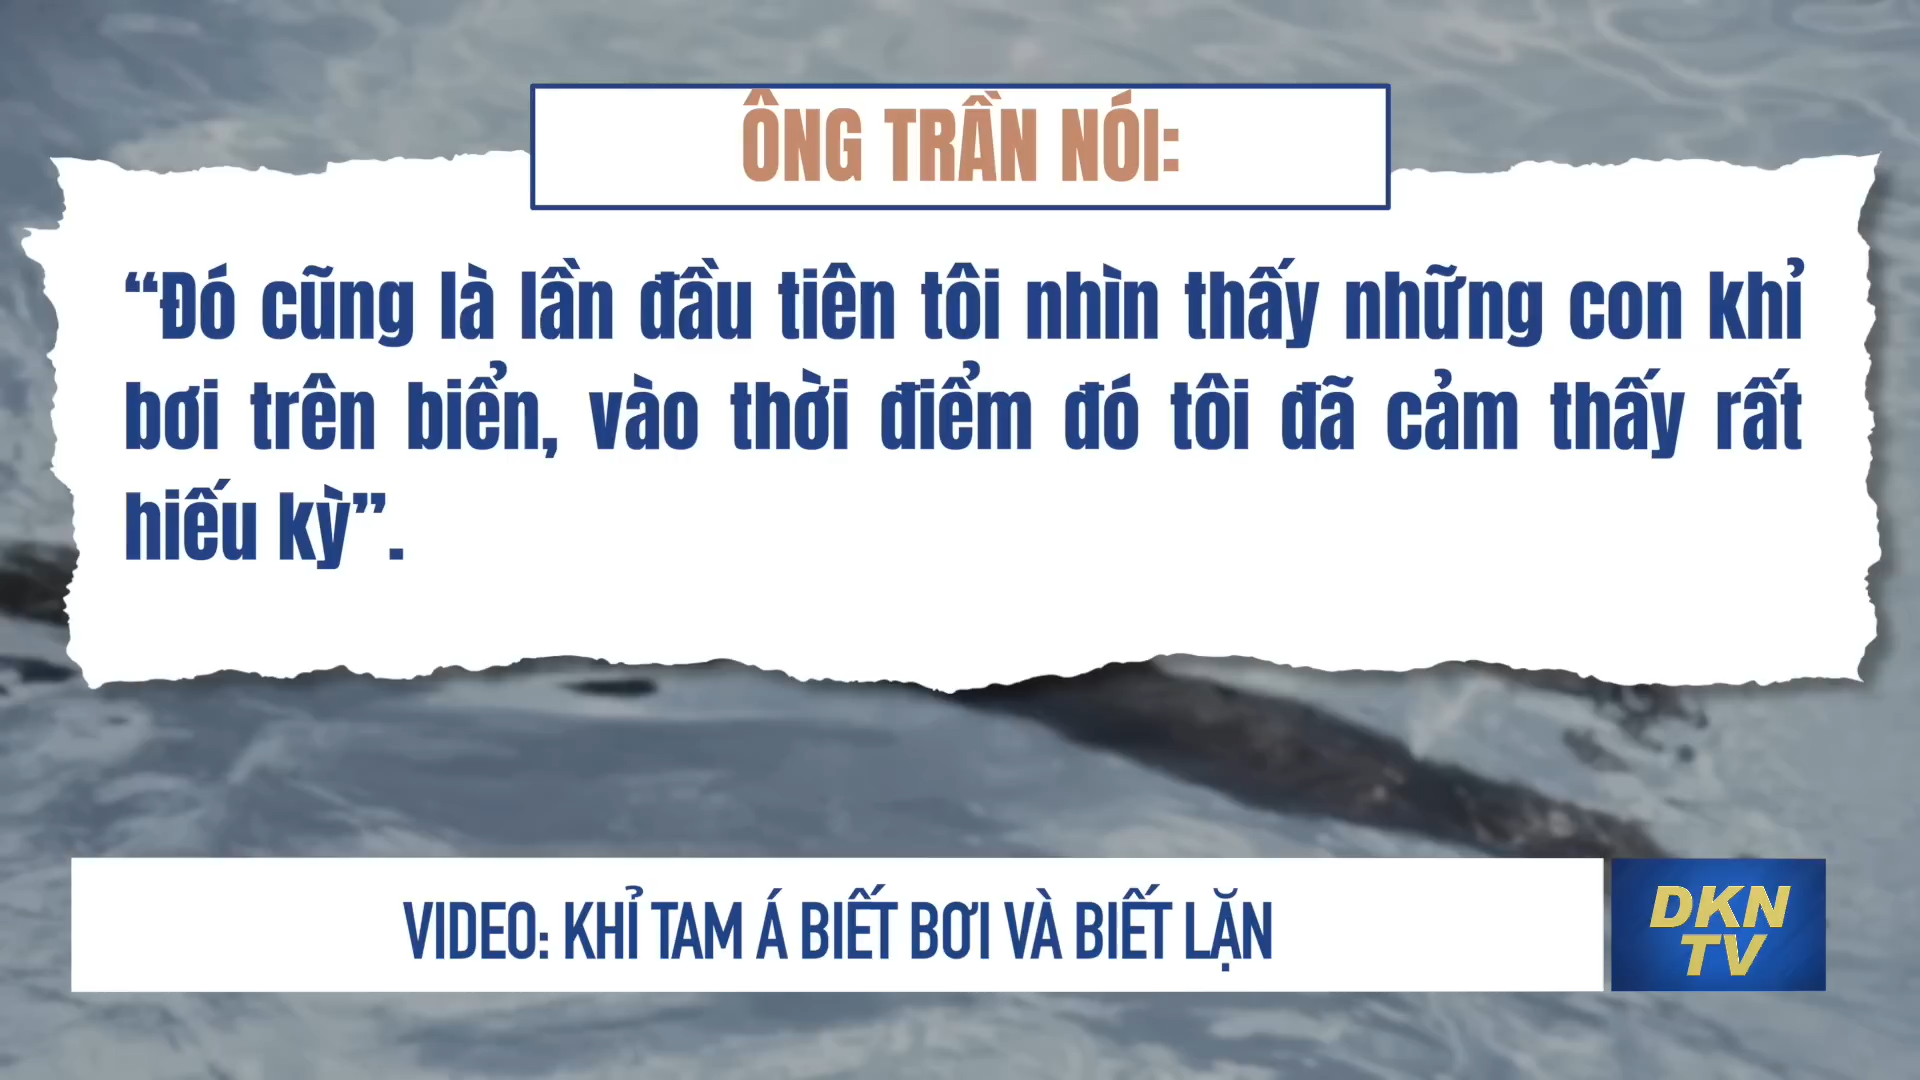 ÔNG TRẦN NÓI:
“Đó cũng là lần đầu tiên tôi nhìn thấy những con khỉ
bơi trên biển, vào thời điểm đó tôi đã cảm thấy rất
hiếu kỳ”.
VIDEO: KHỈ TAM Á BIẾT BƠI VÀ BIẾT LẶN
DKN
TV